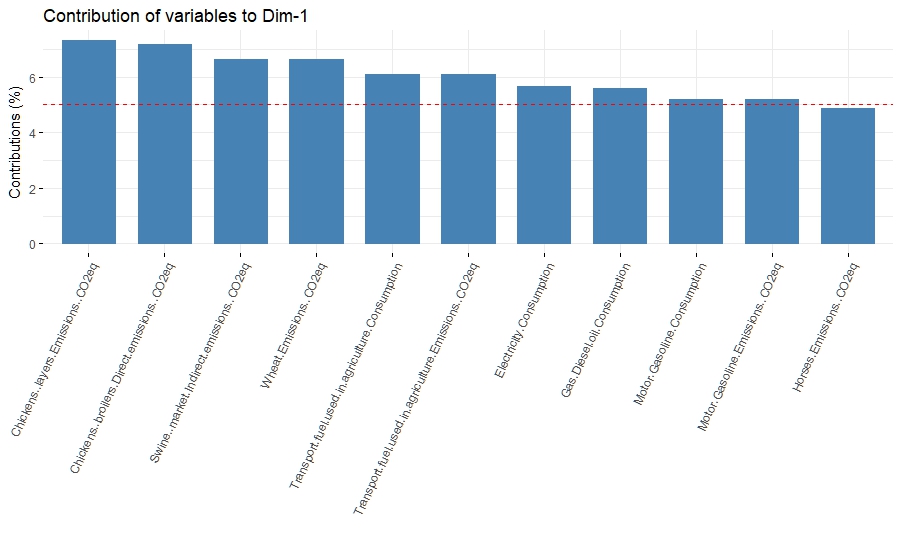 Contribution of variables to Dim-1
Contributions (%)
6
4
2
0
Chickens..layers.Emissions..CO2eq
Chickens..broilers.Direct.emissions..CO2eq
Swine..market.Indirect.emissions..CO2eq
Wheat.Emissions..CO2eq
Transport.fuel.used.in.agriculture.Consumption
Transport.fuel.used.in.agriculture.Emissions..CO2eq
Electricity.Consumption
Gas.Diesel.oil.Consumption
Motor.Gasoline.Consumption
Motor.Gasoline.Emissions..CO2eq
Horses.Emissions..CO2eq